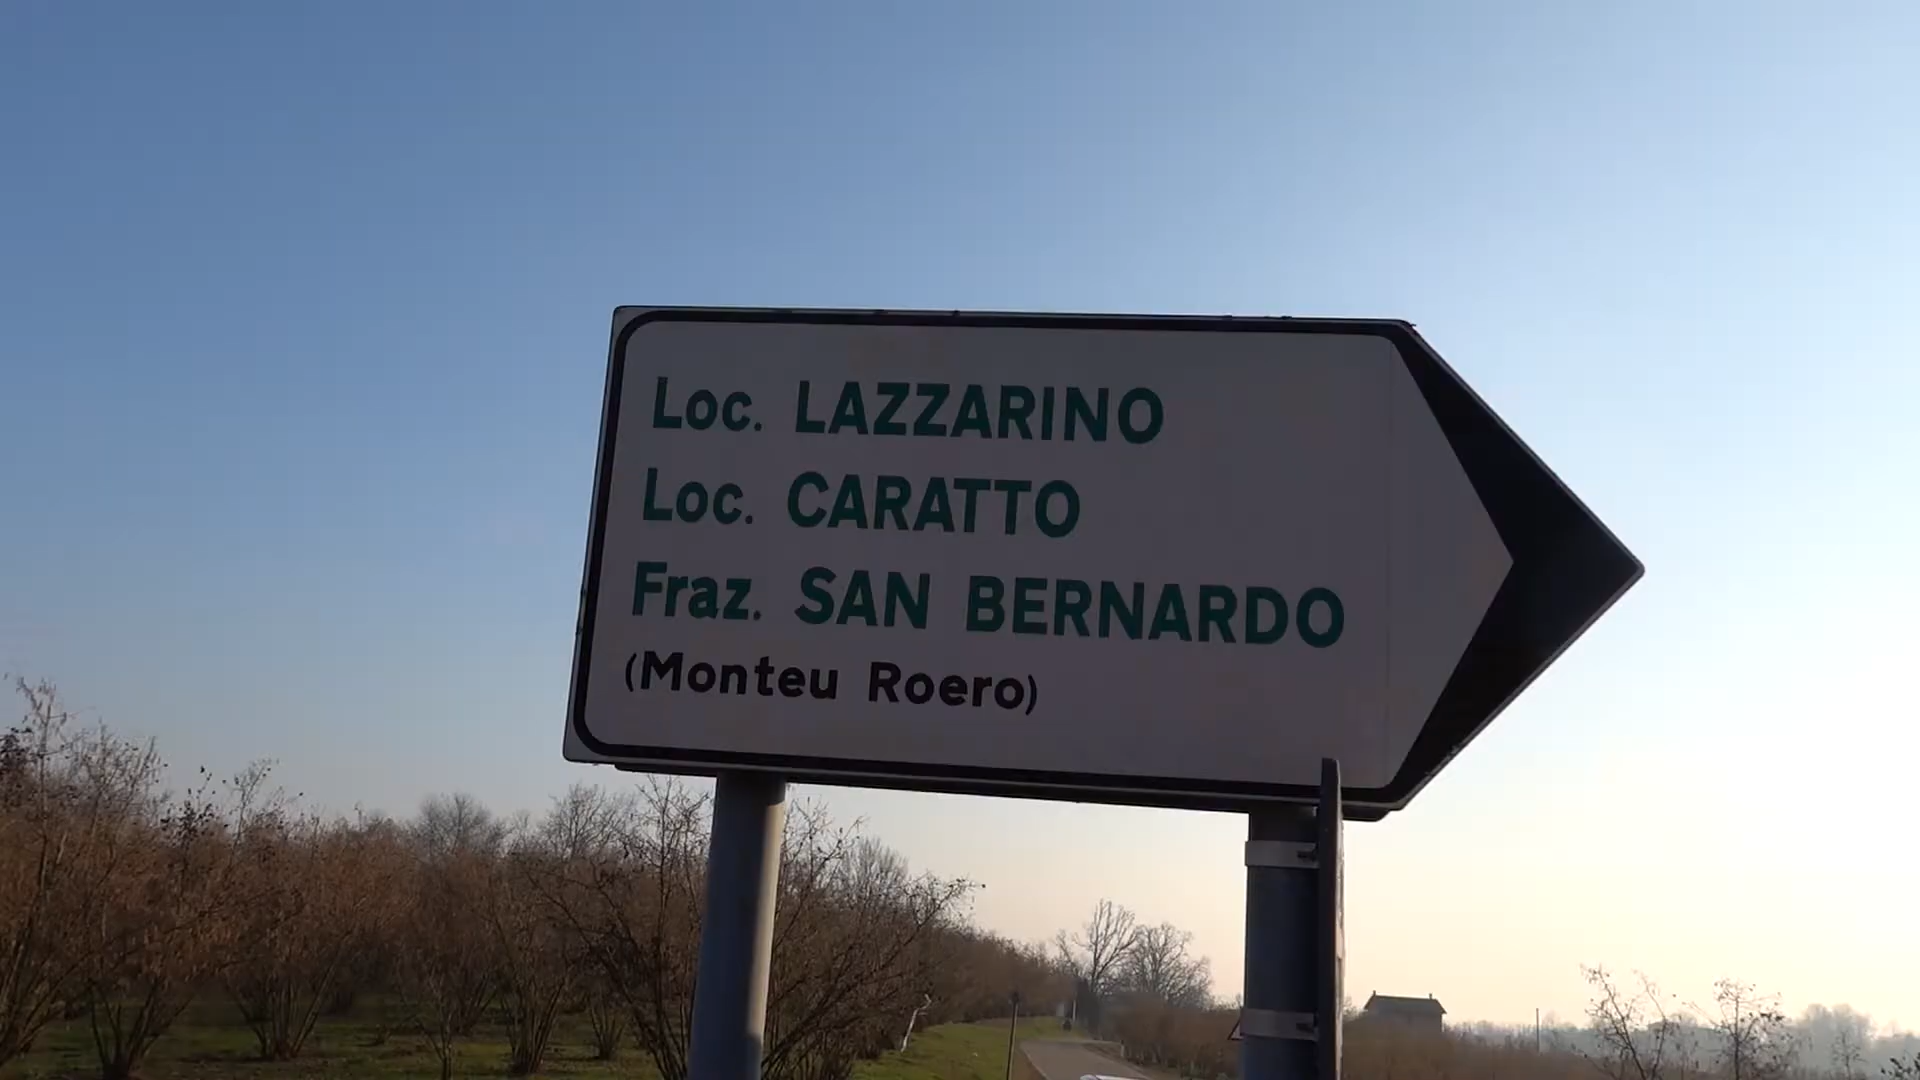 Loc. LAZZARINO
Loc. CARATTO
Fraz. SAN BERNARDO
(Monteu Roero)